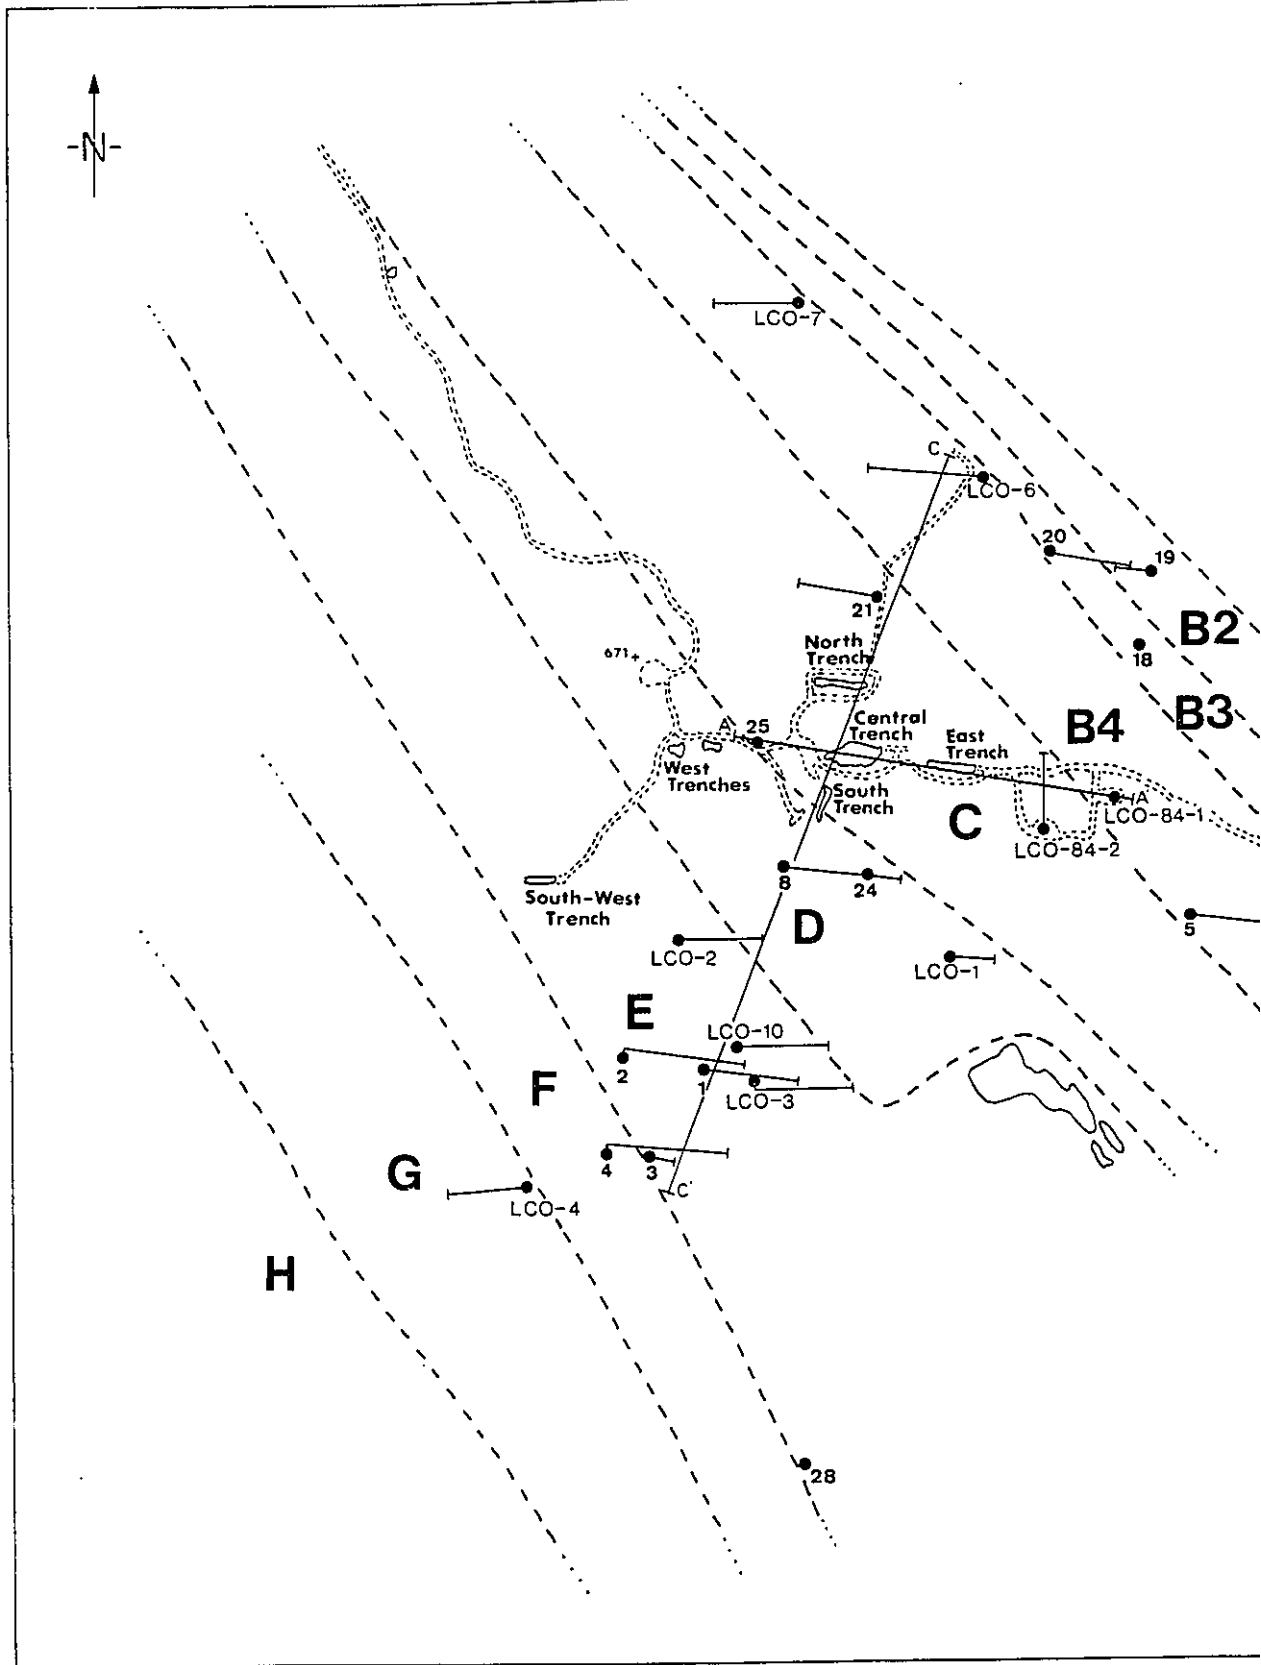 -N-
LCO-7
C
LCO-6
20
19
21
B2
North
Trench
18
671+
B3
Central
Trench
B4
A
25
East
Trench
West
Trenches
South
Trench
A
LCO-84-1
C
LCO-84-2
8
24
South-West
Trench
D
5
LCO-2
LCO-1
E
LCO-10
2
1
F
LCO-3
4
3
G
C'
LCO-4
H
28